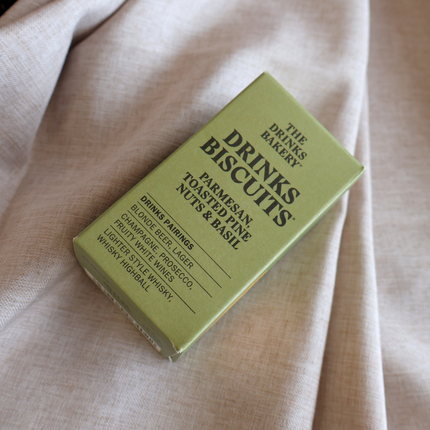 THE
DRINKS
BAKERY
DRINKS
BISCUITS
PARMESAN,
TOASTED PINE
NUTS & BASIL
DRINKS PAIRINGS
BLONDE BEER, LAGER
CHAMPAGNE, PROSECCO,
FRUITY WHITE WINES
LIGHTER STYLE WHISKY,
WHISKY HIGHBALL